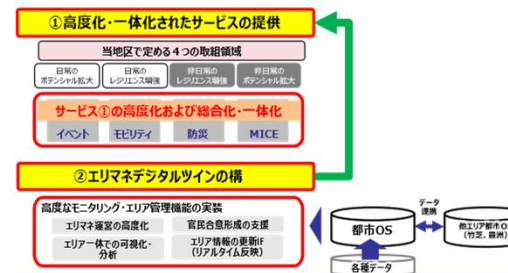 ①高度化・一体化されたサービスの提供
当地区で定める4つの取組領域
日常の
ポテンシャル拡大
日常の
レジリエンス増強
非日常の
レジリエンス増強
非日常の
ポテンシャル拡大
サービス①の高度化および総合化・一体化
イベント
モビリティ
防災
MICE
②エリマネデジタルツインの構
高度なモニタリング・エリア管理機能の実装
エリマネ運営の高度化
官民合意形成の支援
エリア一体での可視化・
分析
エリア情報の更新IF
(リアルタイム反映)
都市OS
データ
連携
他エリア都市O
(竹芝、豊洲)
各種データ